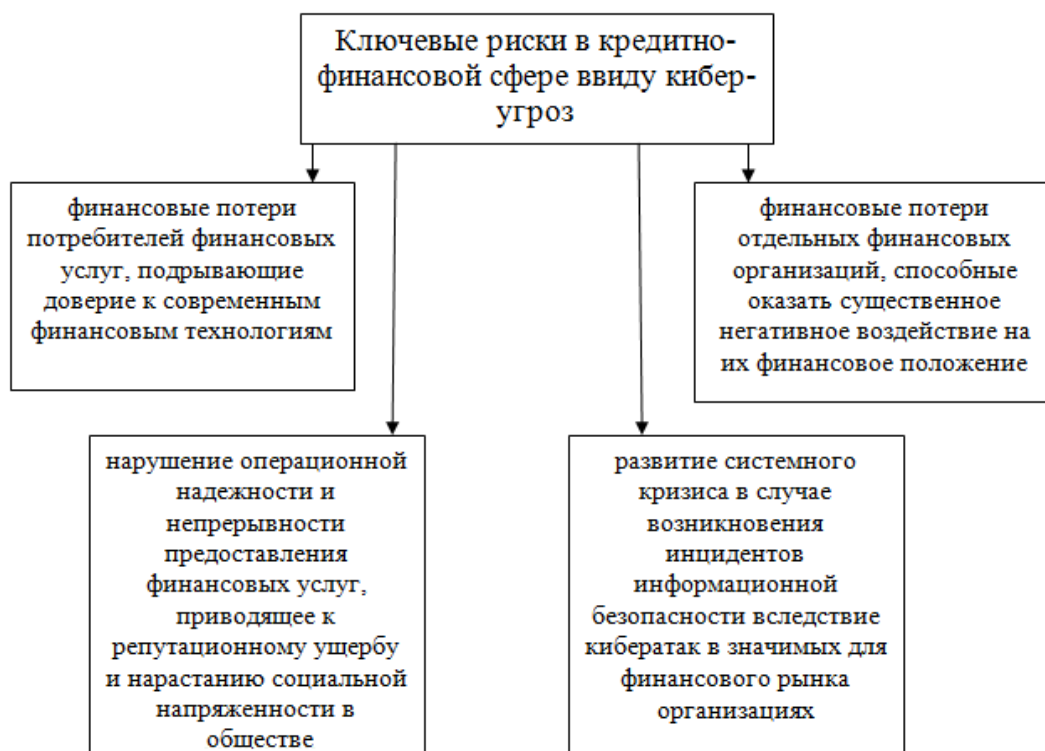 Ключевые риски в кредитно-
финансовой сфере ввиду кибер-
угроз
финансовые потери
потребителей финансовых
услуг, подрывающие
доверие к современным
финансовым технологиям
финансовые потери
отдельных финансовых
организаций, способные
оказать существенное
негативное воздействие на
их финансовое положение
нарушение операционной
надежности и
непрерывности
предоставления
финансовых услуг,
приводящее к
репутационному ущербу
и нарастанию социальной
напряженности в
обществе
развитие системного
кризиса в случае
возникновения
инцидентов
информационной
безопасности вследствие
кибератак в значимых для
финансового рынка
организациях